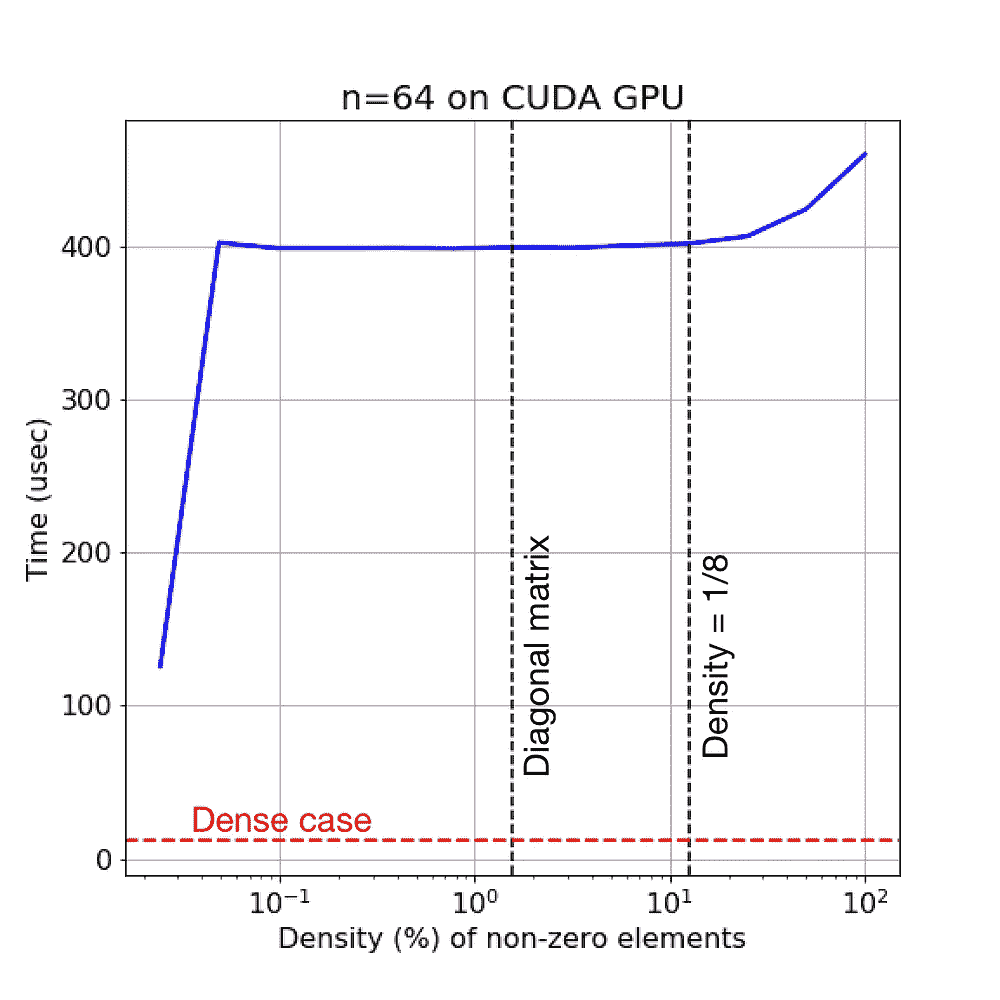 n=64 on CUDA GPU
400
300
200
100
0
Time (usec)
Diagonal matrix
Density = 1/8
Dense case
10⁻¹ 10⁰ 10¹ 10²
Density (%) of non-zero elements